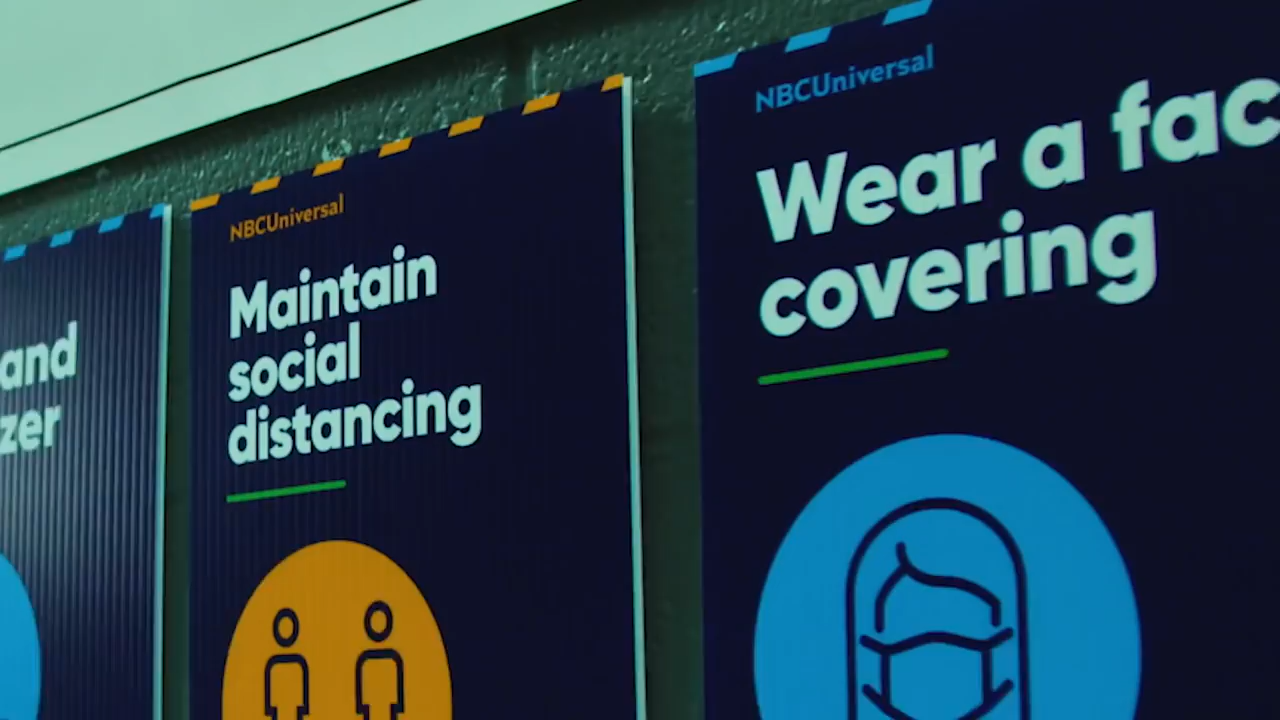 and
zer
NBCUniversal
Maintain
social
distancing
NBCUniversal
Wear a fac
covering